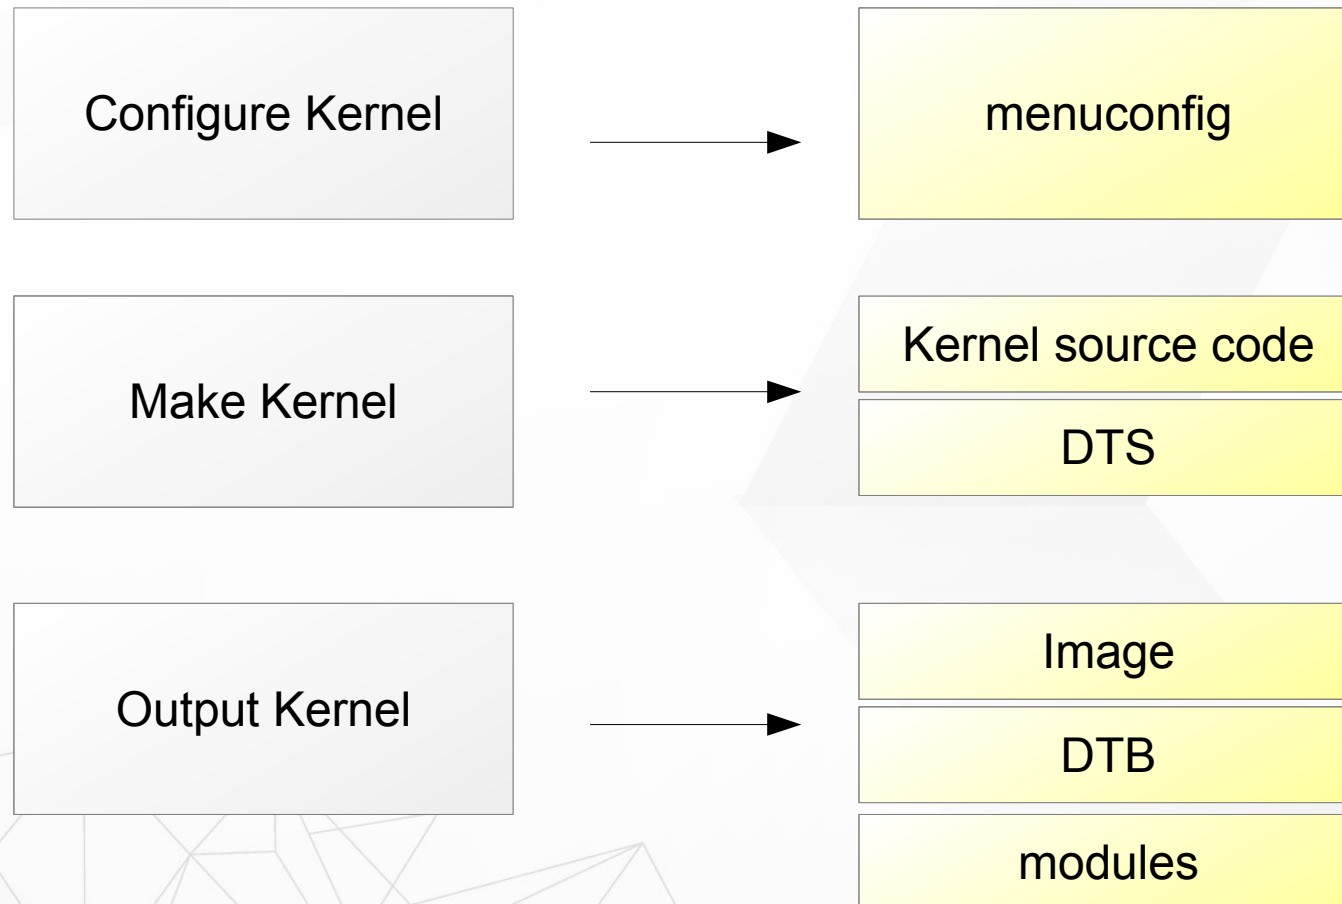 Configure Kernel
menuconfig
Make Kernel
Kernel source code
DTS
Output Kernel
Image
DTB
modules